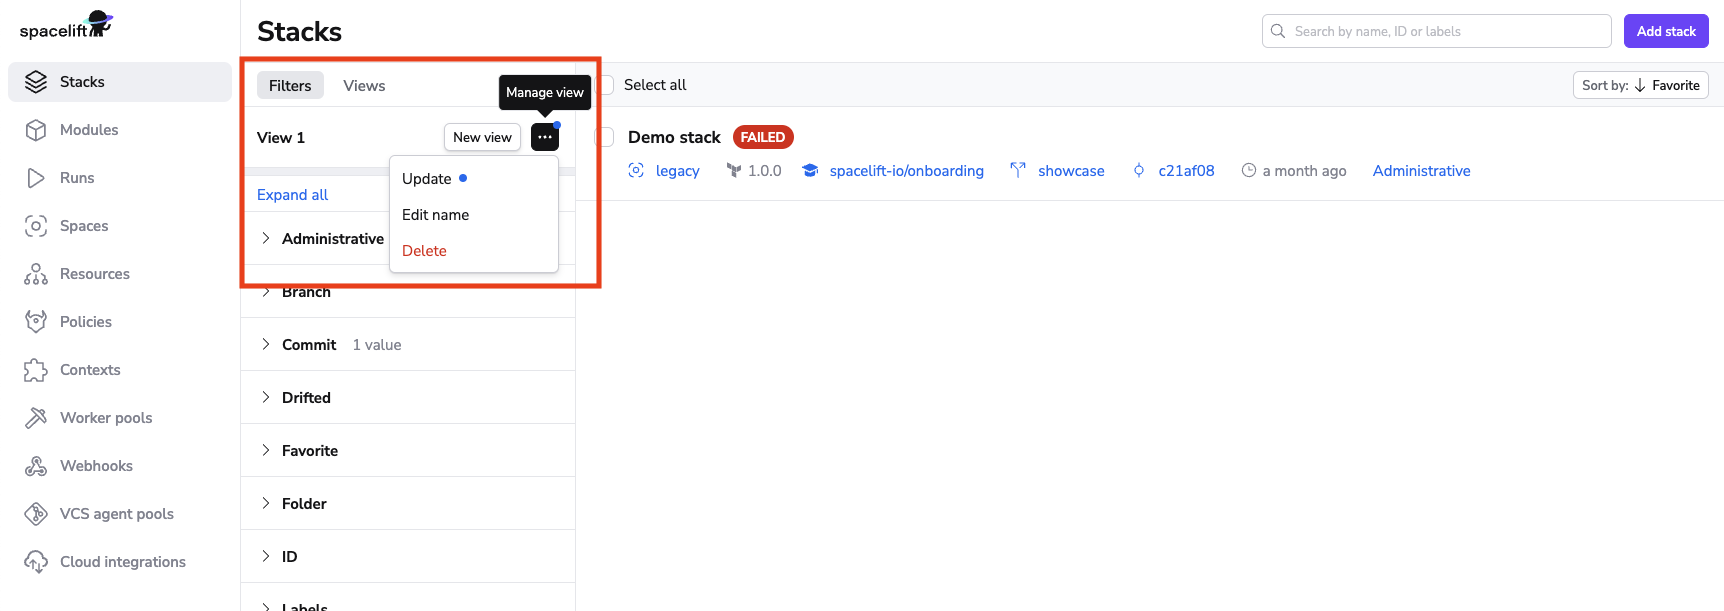 spacelift
Stacks
Modules
Runs
Spaces
Resources
Policies
Contexts
Worker pools
Webhooks
VCS agent pools
Cloud integrations
Stacks
Search by name, ID or labels
Add stack
Filters Views
Manage view
Select all
Sort by: Favorite
View 1
New view
Update
Edit name
Delete
Expand all
Administrative
Branch
Commit 1 value
Drifted
Favorite
Folder
ID
Labels
Demo stack FAILED
legacy 1.0.0 spacelift-io/onboarding showcase c21af08 a month ago Administrative